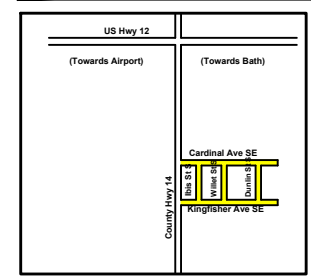 US Hwy 12
(Towards Airport)
(Towards Bath)
Cardinal Ave SE
Ibis St S
Willet St S
Dunlin St S
County Hwy 14
Kingfisher Ave SE